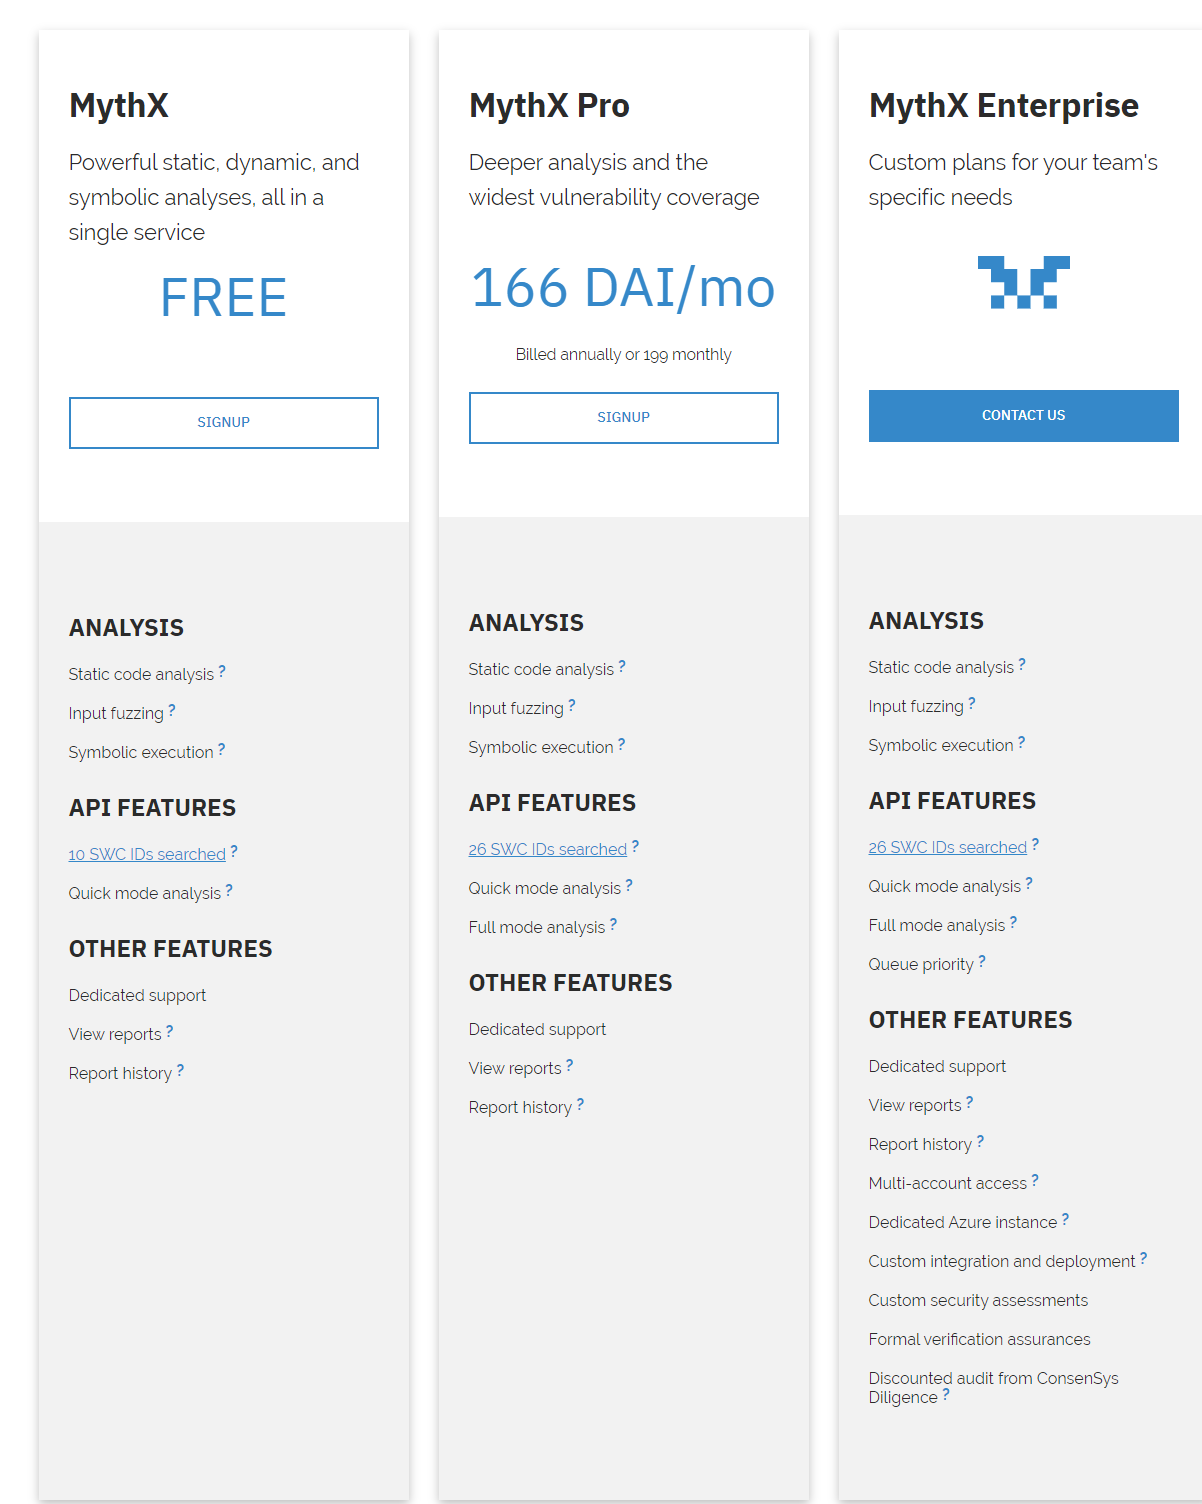 MythX
Powerful static, dynamic, and
symbolic analyses, all in a
single service
FREE
SIGNUP
ANALYSIS
Static code analysis ?
Input fuzzing ?
Symbolic execution ?
API FEATURES
10 SWC IDs searched ?
Quick mode analysis ?
OTHER FEATURES
Dedicated support
View reports ?
Report history ?
MythX Pro
Deeper analysis and the
widest vulnerability coverage
166 DAI/mo
Billed annually or 199 monthly
SIGNUP
ANALYSIS
Static code analysis ?
Input fuzzing ?
Symbolic execution ?
API FEATURES
26 SWC IDs searched ?
Quick mode analysis ?
Full mode analysis ?
OTHER FEATURES
Dedicated support
View reports ?
Report history ?
MythX Enterprise
Custom plans for your team's
specific needs
CONTACT US
ANALYSIS
Static code analysis ?
Input fuzzing ?
Symbolic execution ?
API FEATURES
26 SWC IDs searched ?
Quick mode analysis ?
Full mode analysis ?
Queue priority ?
OTHER FEATURES
Dedicated support
View reports ?
Report history ?
Multi-account access ?
Dedicated Azure instance ?
Custom integration and deployment ?
Custom security assessments
Formal verification assurances
Discounted audit from ConsenSys
Diligence ?